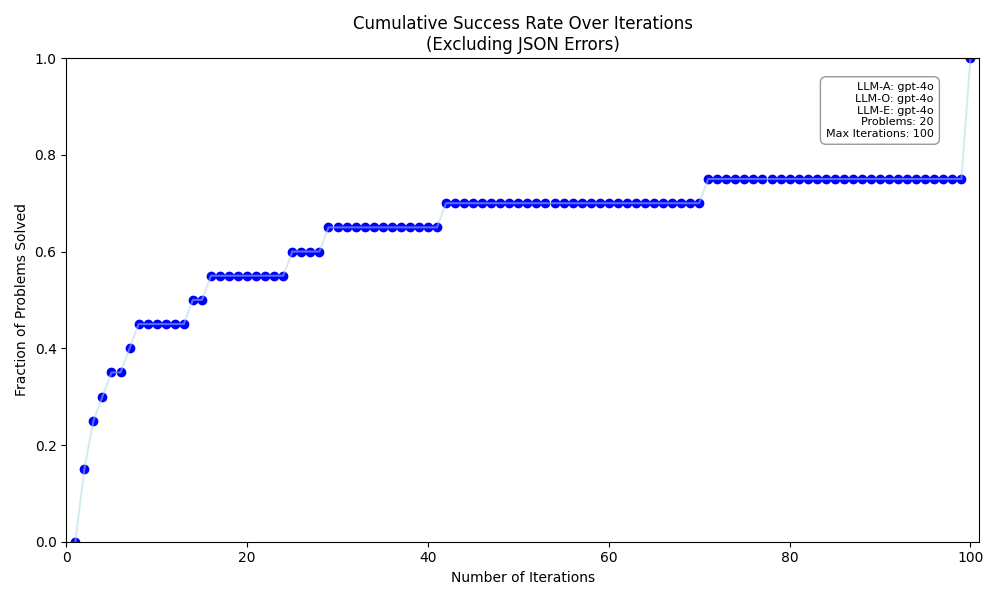 Cumulative Success Rate Over Iterations
(Excluding JSON Errors)
LLM-A: gpt-4o
LLM-O: gpt-4o
LLM-E: gpt-4o
Problems: 20
Max Iterations: 100
Fraction of Problems Solved
1.0
0.8
0.6
0.4
0.2
0.0
0
20
40
60
80
100
Number of Iterations